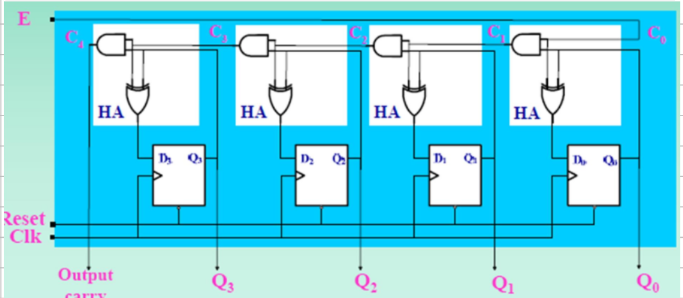 E
C₄ C₃ C₂ C₁ C₀
HA HA HA HA
D₃ Q₃ D₂ Q₂ D₁ Q₁ D₀ Q₀
Reset
Clk
Output Q₃ Q₂ Q₁ Q₀
carry